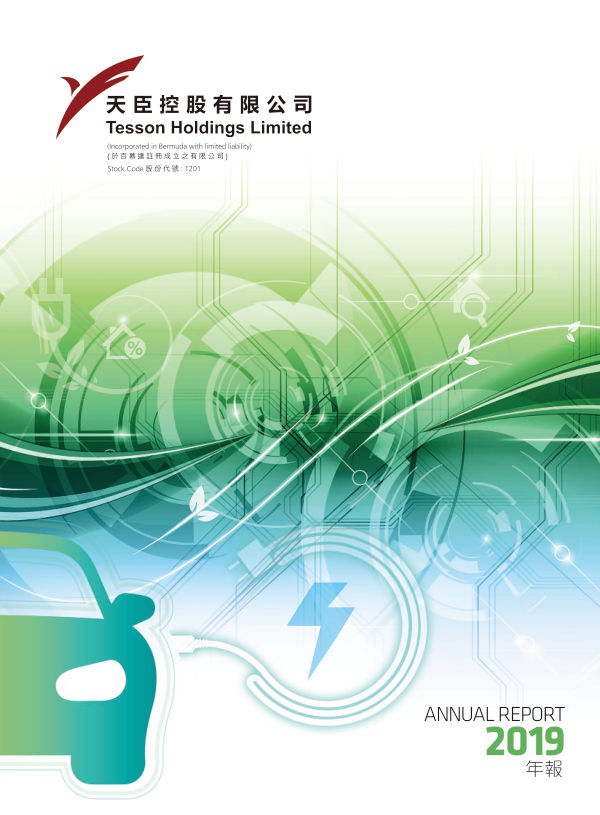 天臣控股有限公司
Tesson Holdings Limited
(Incorporated in Bermuda with limited liability)
(於百慕達註冊成立之有限公司)
Stock Code 股份代號: 1201
%
ANNUAL REPORT
2019
年報